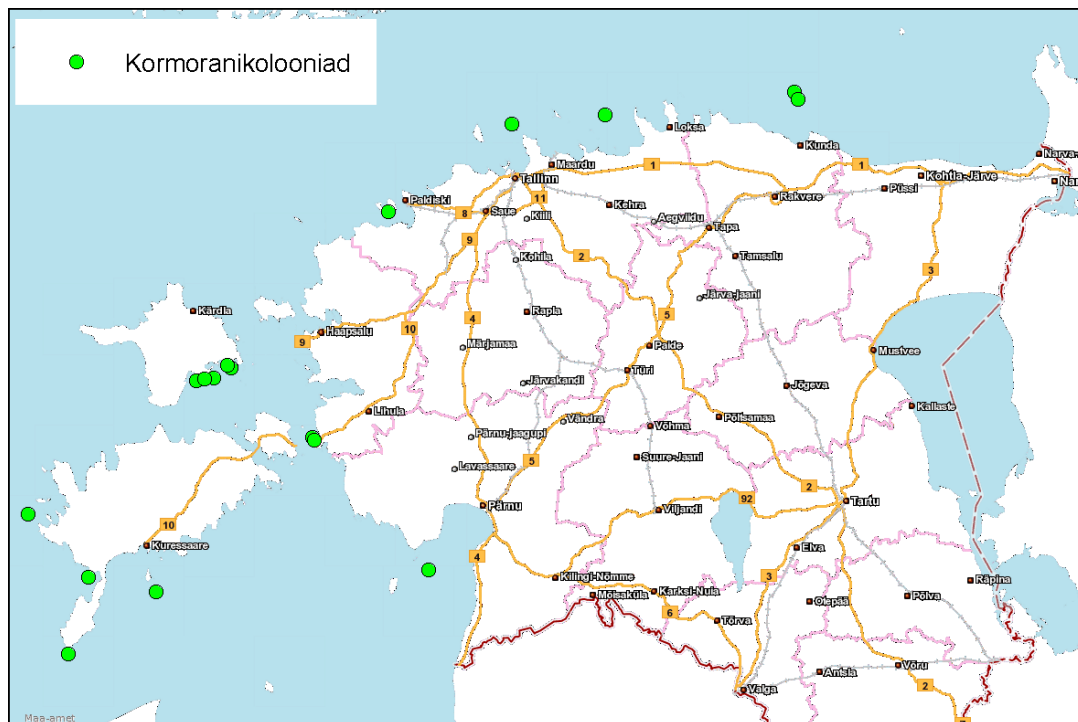 Kormoranikolooniad
Loksa
Kunda
Maardu
1
1
Narva-
Tallinn
Kohtla-Järve
Nar
Paldiski
Püssi
Rakvere
8
Saue
11
Kehra
Kiili
Aegviidu
Tapa
9
Kohila
2
Tamsalu
3
Järva-Jaani
Kärdla
Rapla
4
5
10
Haapsalu
9
Märjamaa
Paide
Mustvee
Türi
Järvakandi
Jõgeva
Lihula
Kallaste
Vändra
Põltsamaa
Võhma
Pärnu-Jaagupi
Suure-Jaani
5
Lavassaare
2
92
Tartu
Pärnu
Viljandi
10
Kuressaare
Elva
4
3
Kilingi-Nõmme
Räpina
Karksi-Nuia
Mõisaküla
Põlva
Otepää
6
Tõrva
Võru
Antsla
2
Valga
Maa-amet
7